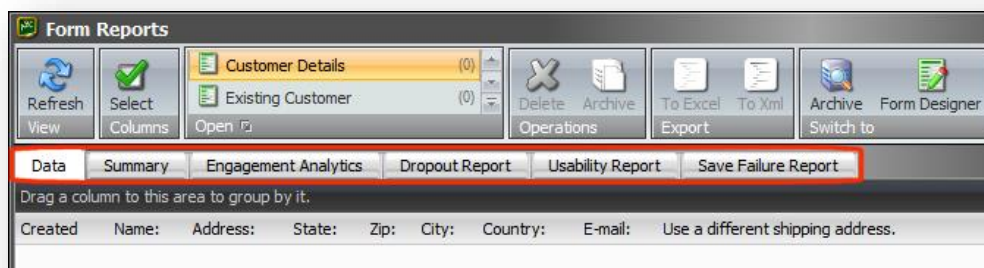 Form Reports
Customer Details (0)
Existing Customer (0)
Refresh Select Delete Archive To Excel To Xml Archive Form Designer
View Columns Open Operations Export Switch to
Data Summary Engagement Analytics Dropout Report Usability Report Save Failure Report
Drag a column to this area to group by it.
Created Name: Address: State: Zip: City: Country: E-mail: Use a different shipping address.